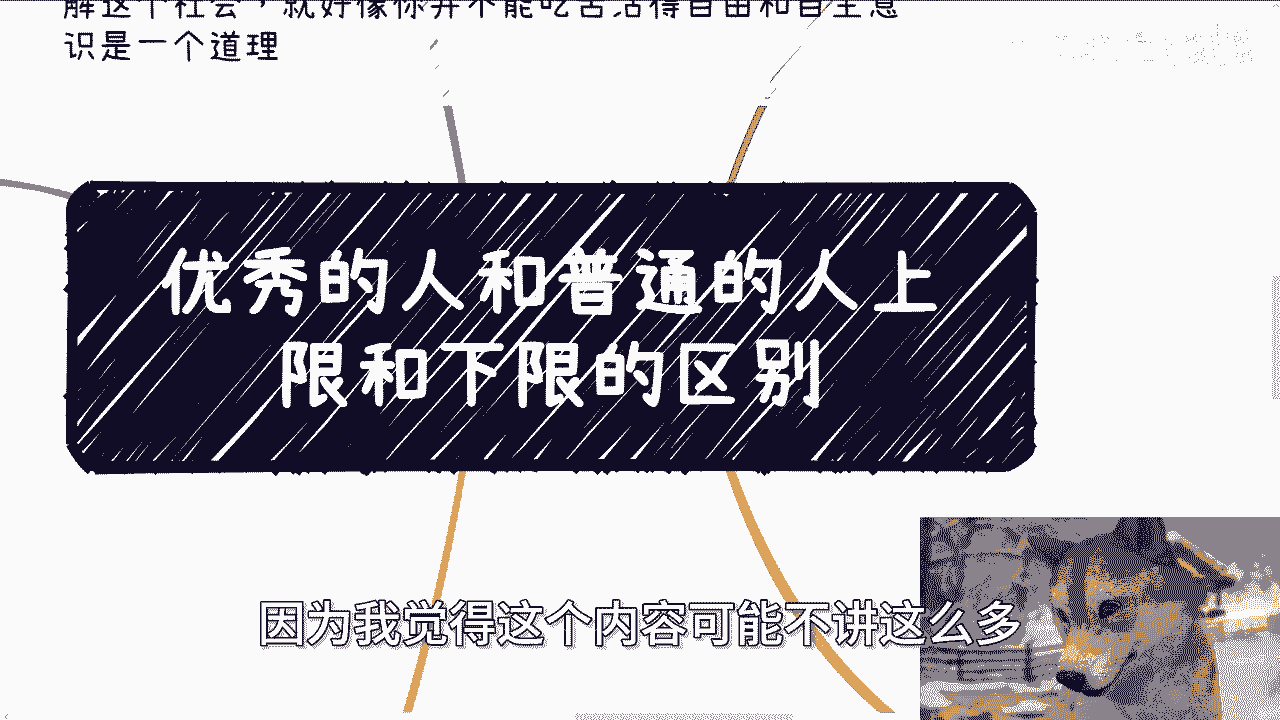 解这个社会，就好像你并不能吃苦活得自由和自主意
识是一个道理
优秀的人和普通的人上
限和下限的区别
因为我觉得这个内容可能不讲这么多